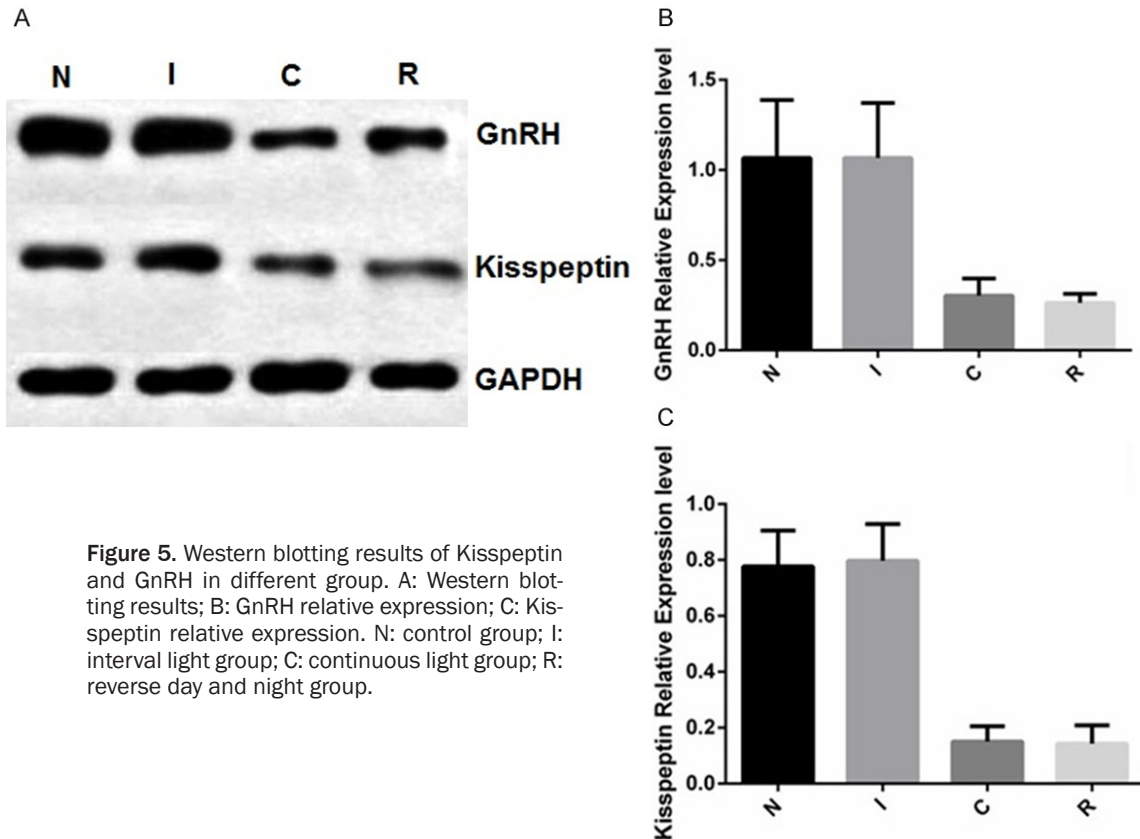 A
N I C R
GnRH
Kisspeptin
GAPDH
B
GnRH Relative Expression level
1.5
1.0
0.5
0.0
N I C R
C
Kisspeptin Relative Expression level
1.0
0.8
0.6
0.4
0.2
0.0
N I C R
Figure 5. Western blotting results of Kisspeptin
and GnRH in different group. A: Western blot-
ting results; B: GnRH relative expression; C: Kis-
speptin relative expression. N: control group; I:
interval light group; C: continuous light group; R:
reverse day and night group.